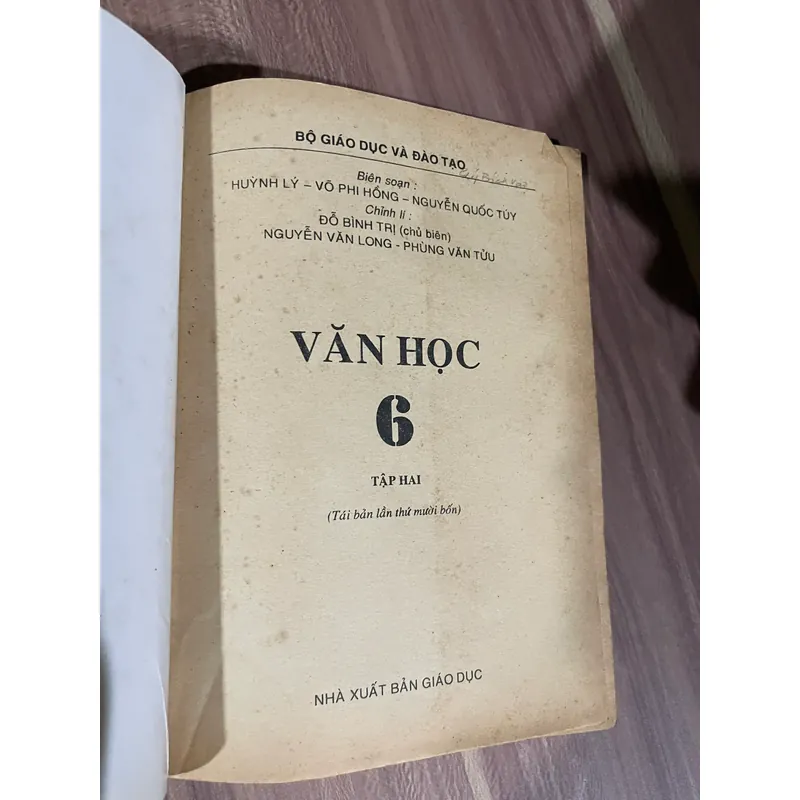 BỘ GIÁO DỤC VÀ ĐÀO TẠO
Biên soạn :
HUỲNH LÝ – VÕ PHI HỒNG – NGUYỄN QUỐC TÚY
Chỉnh lí :
ĐỖ BÌNH TRỊ (chủ biên)
NGUYỄN VĂN LONG - PHÙNG VĂN TỬU
VĂN HỌC
6
TẬP HAI
(Tái bản lần thứ mười bốn)
NHÀ XUẤT BẢN GIÁO DỤC